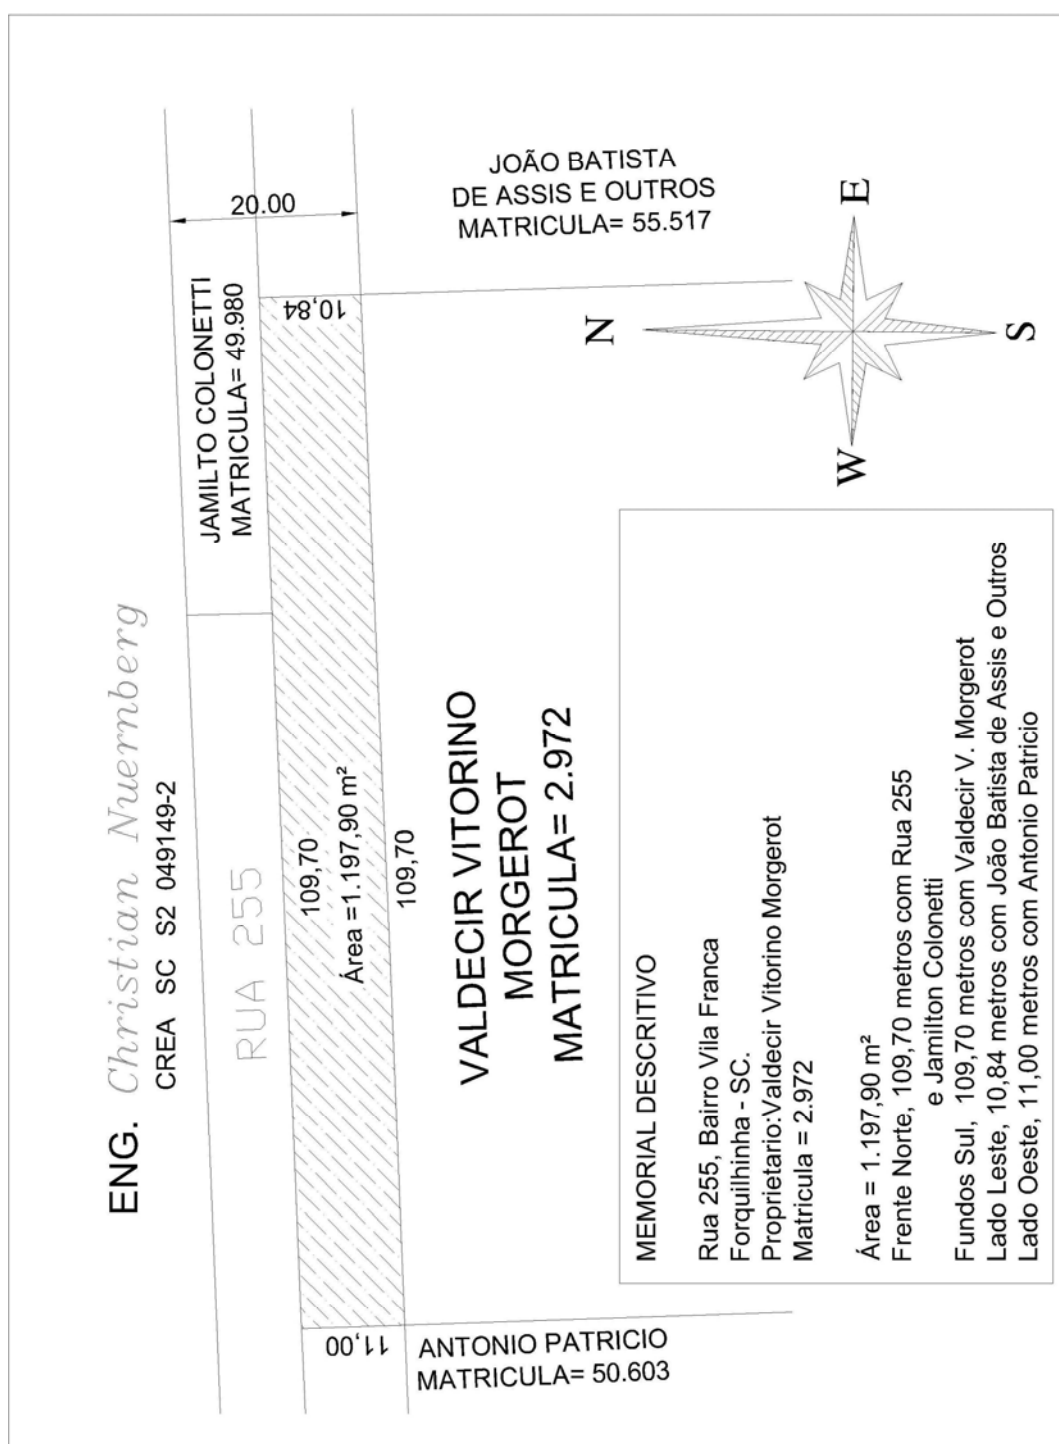 ENG. Christian Nuernberg
CREA SC S2 049149-2
RUA 255
JAMILTO COLONETTI
MATRICULA= 49.980
20.00
109,70
Área =1.197,90 m²
10,84
11,00
109,70
JOÃO BATISTA
DE ASSIS E OUTROS
MATRICULA= 55.517
ANTONIO PATRICIO
MATRICULA= 50.603
VALDECIR VITORINO
MORGEROT
MATRICULA= 2.972
N
E
W
S
MEMORIAL DESCRITIVO
Rua 255, Bairro Vila Franca
Forquilhinha - SC.
Proprietario:Valdecir Vitorino Morgerot
Matricula = 2.972
Área = 1.197,90 m²
Frente Norte, 109,70 metros com Rua 255
e Jamilton Colonetti
Fundos Sul, 109,70 metros com Valdecir V. Morgerot
Lado Leste, 10,84 metros com João Batista de Assis e Outros
Lado Oeste, 11,00 metros com Antonio Patricio